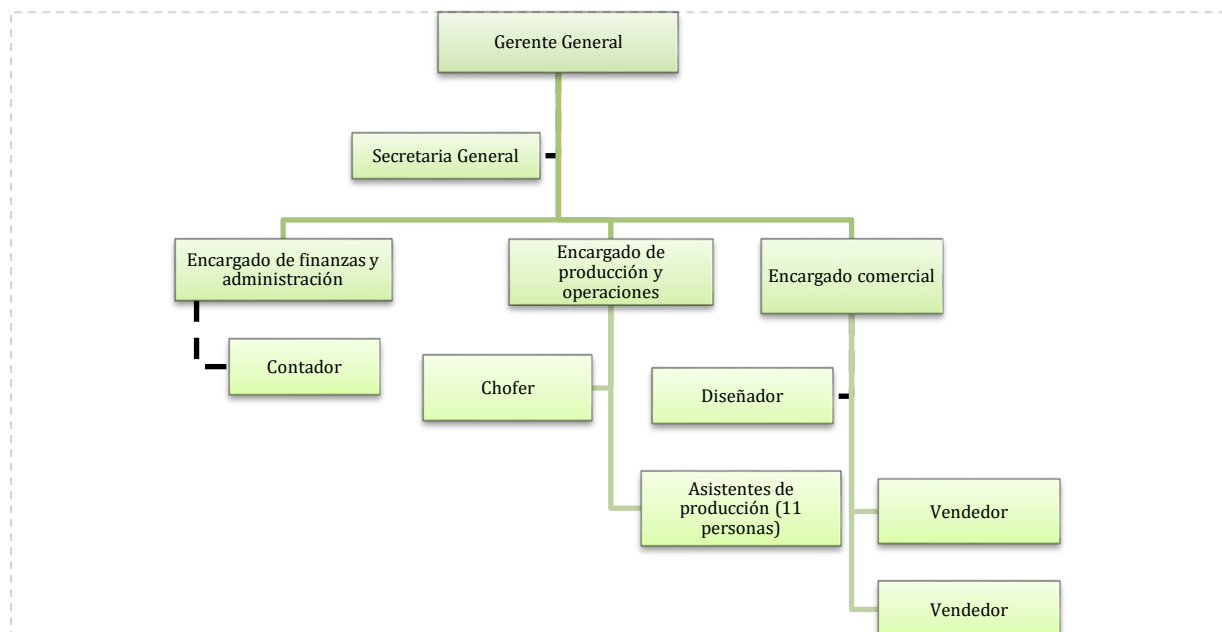 Gerente General
Secretaria General
Encargado de finanzas y
administración
Encargado de
producción y
operaciones
Encargado comercial
Contador
Chofer
Diseñador
Asistentes de
producción (11
personas)
Vendedor
Vendedor